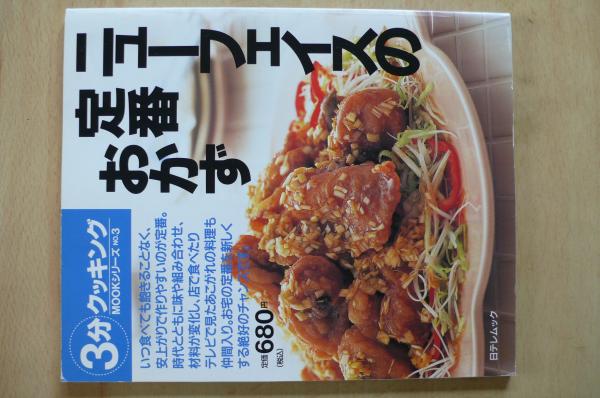 3分クッキング
MOOKシリーズ NO.3
ニューフェイスの
定番
おかず
いつ食べても飽きることなく、
安上がりで作りやすいのが定番。
時代とともに味や組み合わせ、
材料が変化し、店で食べたり
テレビで見たあこがれの料理も
仲間入り。お宅の定番を新しく
する絶好のチャンスです。
定価680円
(税込)
日テレムック